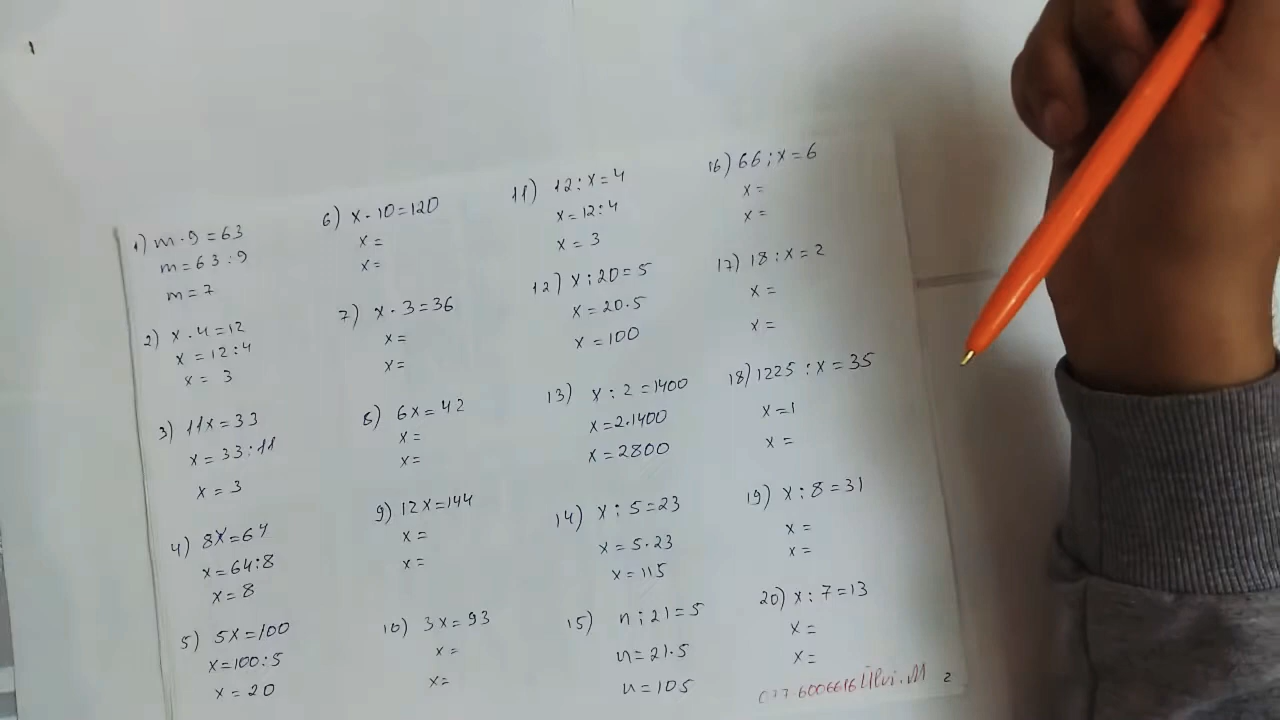 1) m · 9 = 63
m = 63 : 9
m = 7
2) x · 4 = 12
x = 12 : 4
x = 3
3) 11x = 33
x = 33 : 11
x = 3
4) 8x = 64
x = 64 : 8
x = 8
5) 5x = 100
x = 100 : 5
x = 20
6) x · 10 = 120
x =
x =
7) x · 3 = 36
x =
x =
8) 6x = 42
x =
x =
9) 12x = 144
x =
x =
10) 3x = 93
x =
x =
11) 12 : x = 4
x = 12 : 4
x = 3
12) x : 20 = 5
x = 20 · 5
x = 100
13) x : 2 = 1400
x = 2 · 1400
x = 2800
14) x : 5 = 23
x = 5 · 23
x = 115
15) n : 21 = 5
n = 21 · 5
n = 105
16) 66 : x = 6
x =
x =
17) 18 : x = 2
x =
x =
18) 1225 : x = 35
x = 1
x =
19) x : 8 = 31
x =
x =
20) x : 7 = 13
x =
x =
077.6006616 Ülvi.M
2